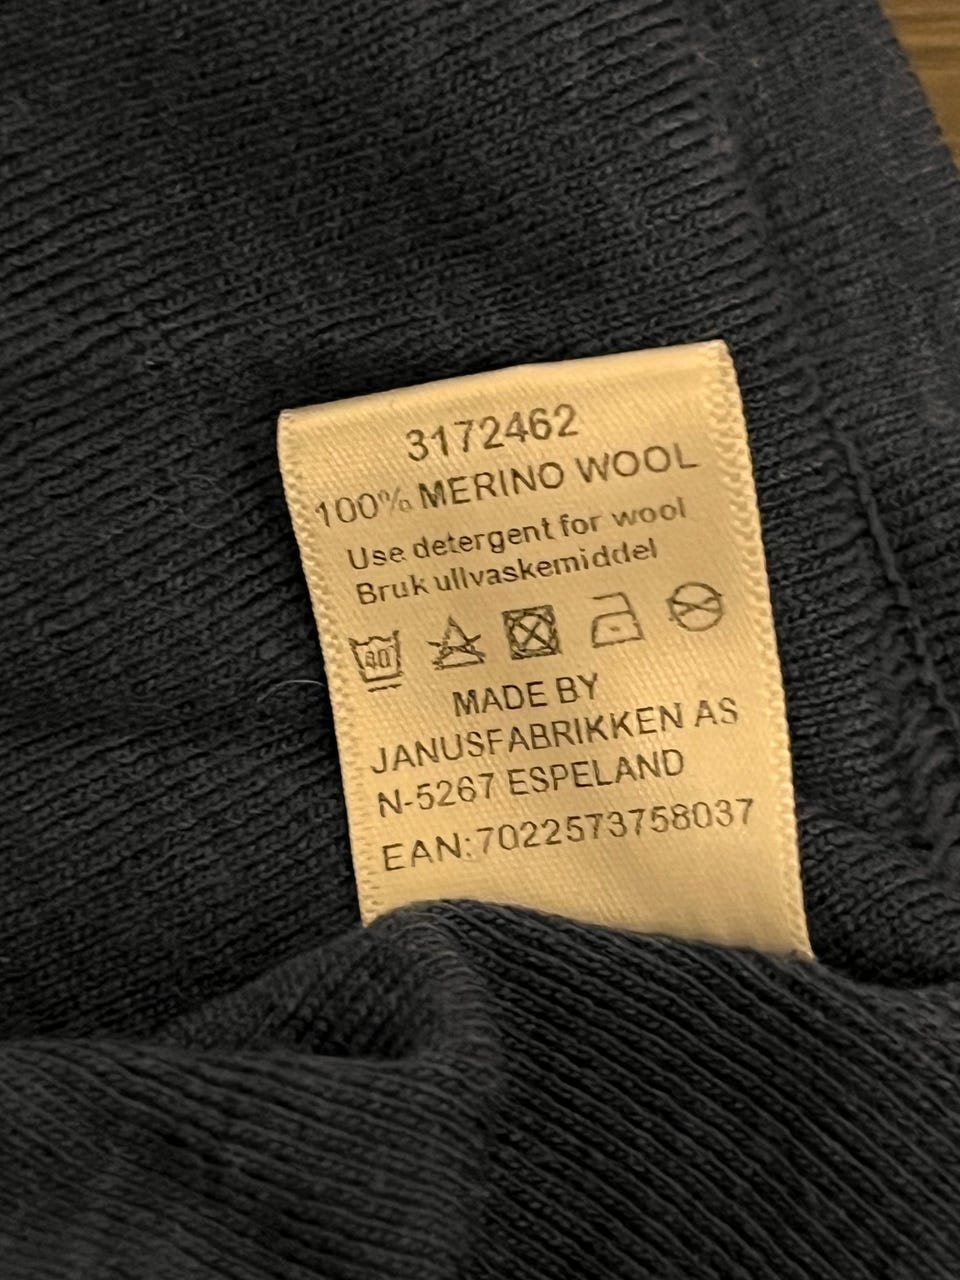 3172462
100% MERINO WOOL
Use detergent for wool
Bruk ullvaskemiddel
40
MADE BY
JANUSFABRIKKEN AS
N-5267 ESPELAND
EAN:7022573758037